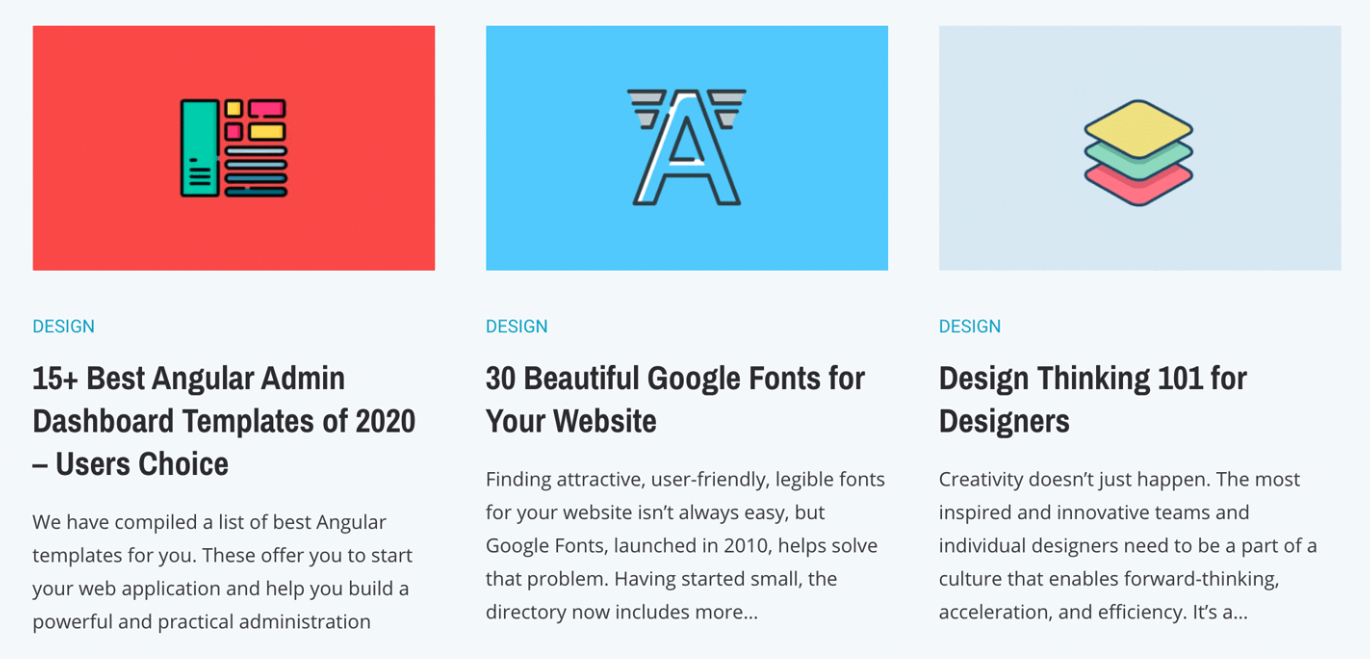 DESIGN
15+ Best Angular Admin
Dashboard Templates of 2020
– Users Choice
We have compiled a list of best Angular
templates for you. These offer you to start
your web application and help you build a
powerful and practical administration
DESIGN
30 Beautiful Google Fonts for
Your Website
Finding attractive, user-friendly, legible fonts
for your website isn’t always easy, but
Google Fonts, launched in 2010, helps solve
that problem. Having started small, the
directory now includes more...
DESIGN
Design Thinking 101 for
Designers
Creativity doesn’t just happen. The most
inspired and innovative teams and
individual designers need to be a part of a
culture that enables forward-thinking,
acceleration, and efficiency. It’s a...